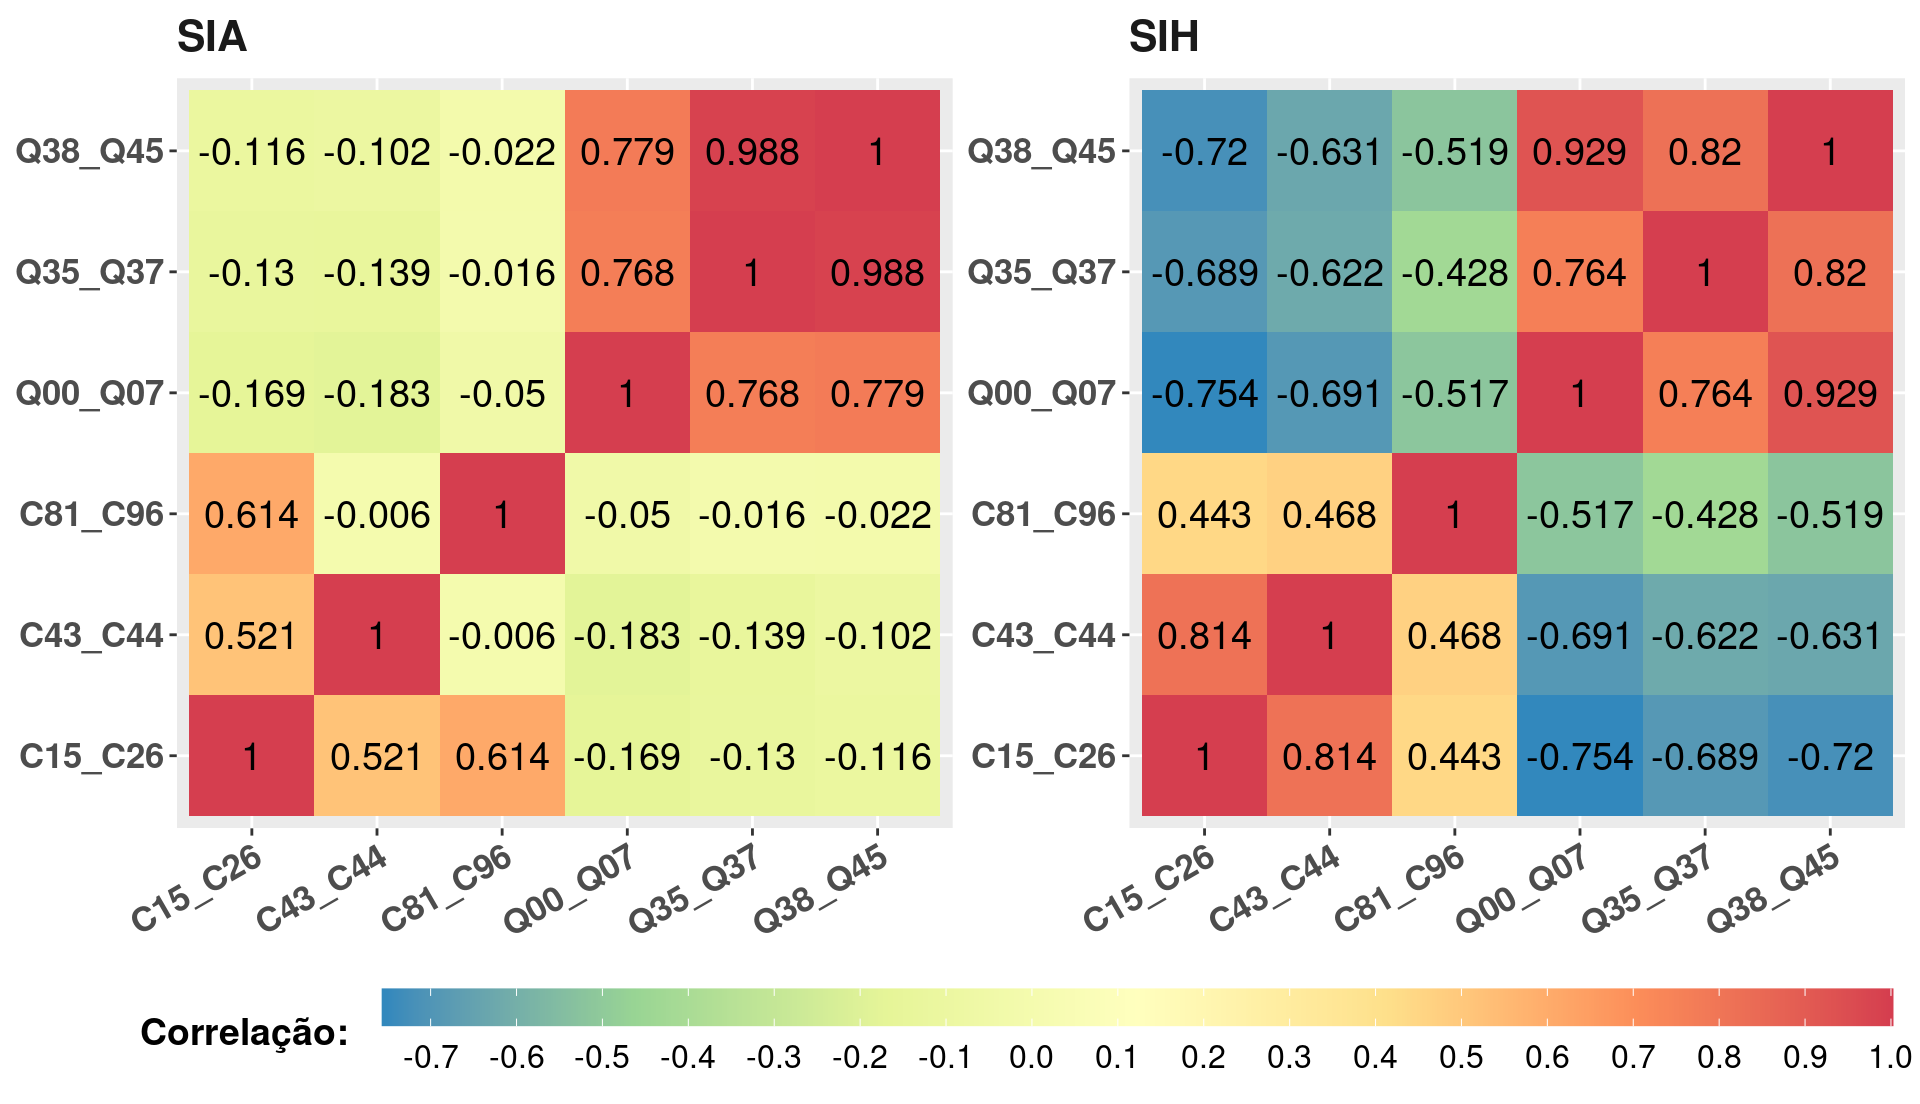 SIA
Q38_Q45 -0.116 -0.102 -0.022 0.779 0.988 1
Q35_Q37 -0.13 -0.139 -0.016 0.768 1 0.988
Q00_Q07 -0.169 -0.183 -0.05 1 0.768 0.779
C81_C96 0.614 -0.006 1 -0.05 -0.016 -0.022
C43_C44 0.521 1 -0.006 -0.183 -0.139 -0.102
C15_C26 1 0.521 0.614 -0.169 -0.13 -0.116
C15_C26 C43_C44 C81_C96 Q00_Q07 Q35_Q37 Q38_Q45
SIH
Q38_Q45 -0.72 -0.631 -0.519 0.929 0.82 1
Q35_Q37 -0.689 -0.622 -0.428 0.764 1 0.82
Q00_Q07 -0.754 -0.691 -0.517 1 0.764 0.929
C81_C96 0.443 0.468 1 -0.517 -0.428 -0.519
C43_C44 0.814 1 0.468 -0.691 -0.622 -0.631
C15_C26 1 0.814 0.443 -0.754 -0.689 -0.72
C15_C26 C43_C44 C81_C96 Q00_Q07 Q35_Q37 Q38_Q45
Correlação:
-0.7 -0.6 -0.5 -0.4 -0.3 -0.2 -0.1 0.0 0.1 0.2 0.3 0.4 0.5 0.6 0.7 0.8 0.9 1.0